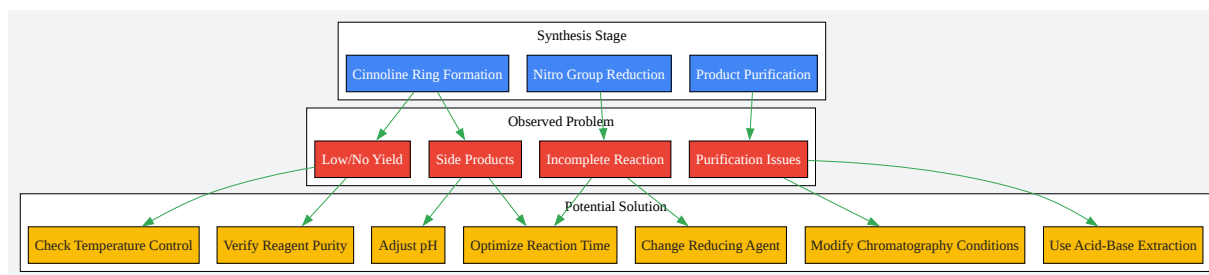 Synthesis Stage
Cinnoline Ring Formation
Nitro Group Reduction
Product Purification
Observed Problem
Low/No Yield
Side Products
Incomplete Reaction
Purification Issues
Potential Solution
Check Temperature Control
Verify Reagent Purity
Adjust pH
Optimize Reaction Time
Change Reducing Agent
Modify Chromatography Conditions
Use Acid-Base Extraction